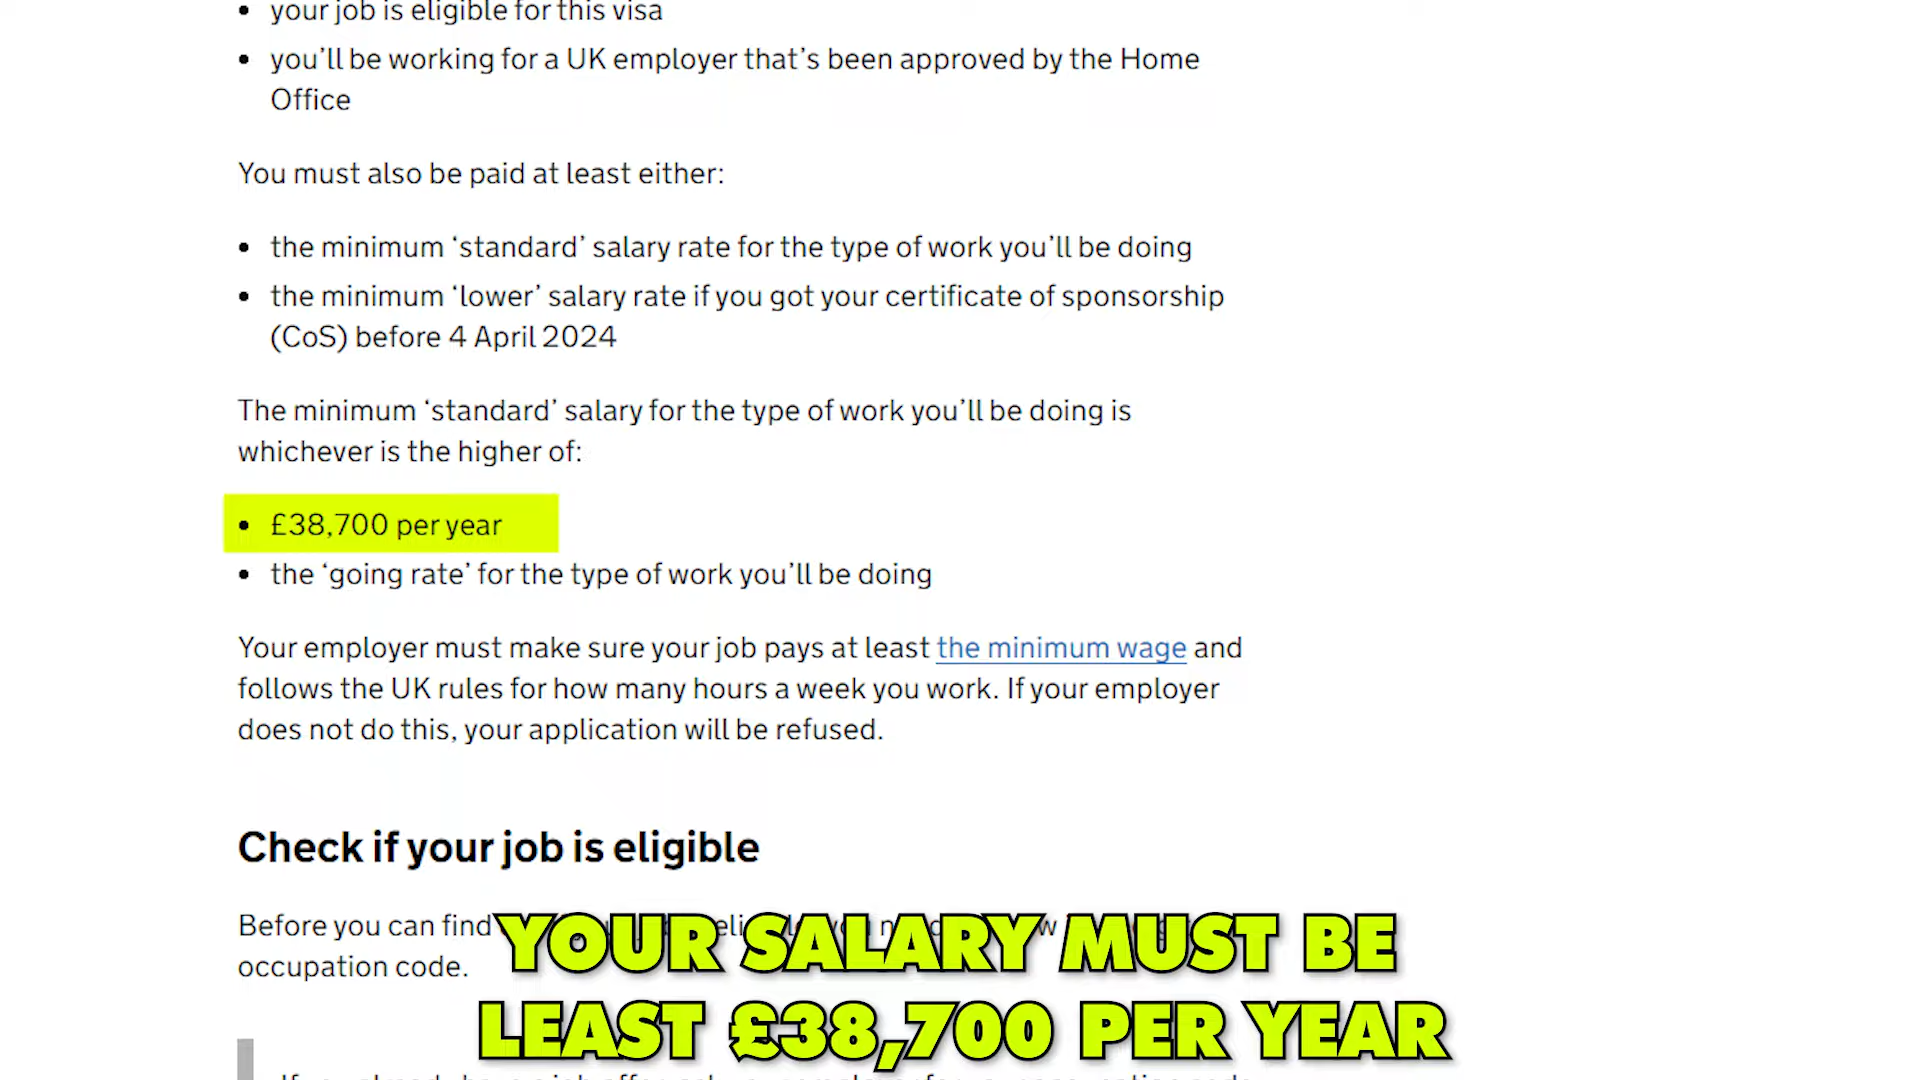 your job is eligible for this visa
you’ll be working for a UK employer that’s been approved by the Home
Office
You must also be paid at least either:
the minimum ‘standard’ salary rate for the type of work you’ll be doing
the minimum ‘lower’ salary rate if you got your certificate of sponsorship
(CoS) before 4 April 2024
The minimum ‘standard’ salary for the type of work you’ll be doing is
whichever is the higher of:
£38,700 per year
the ‘going rate’ for the type of work you’ll be doing
Your employer must make sure your job pays at least the minimum wage and
follows the UK rules for how many hours a week you work. If your employer
does not do this, your application will be refused.
Check if your job is eligible
Before you can find
occupation code.
YOUR SALARY MUST BE
LEAST £38,700 PER YEAR